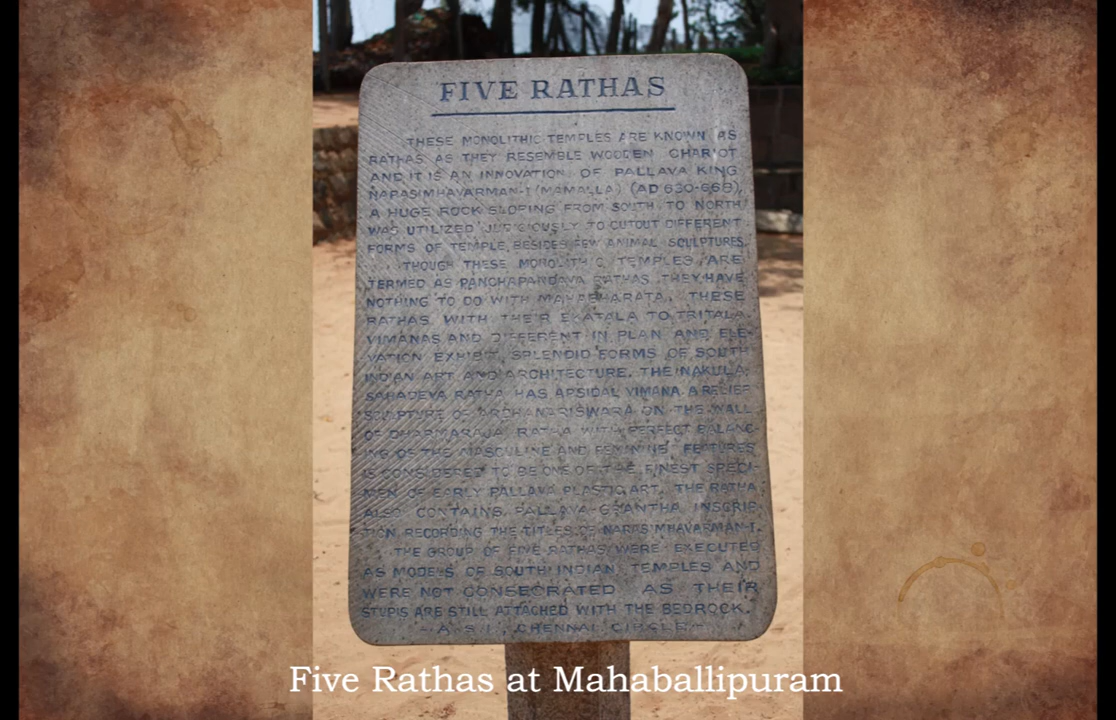 FIVE RATHAS
THESE MONOLITHIC TEMPLES ARE KNOWN AS
RATHAS AS THEY RESEMBLE WOODEN CHARIOT
AND IT IS AN INNOVATION OF PALLAVA KING
NARASIMHAVARMAN-I (MAMALLA) (AD 630-668),
A HUGE ROCK SLOPING FROM SOUTH TO NORTH
WAS UTILIZED JUDICIOUSLY TO CUTOUT DIFFERENT
FORMS OF TEMPLE, BESIDES FEW ANIMAL SCULPTURES.
THOUGH THESE MONOLITHIC TEMPLES ARE
TERMED AS PANCHAPANDAVA RATHAS THEY HAVE
NOTHING TO DO WITH MAHABHARATA. THESE
RATHAS WITH THEIR EKATALA TO TRITALA
VIMANAS AND DIFFERENT IN PLAN AND ELE-
VATION EXHIBIT SPLENDID FORMS OF SOUTH
INDIAN ART AND ARCHITECTURE. THE NAKULA
SAHADEVA RATHA HAS APSIDAL VIMANA. A RELIEF
SCULPTURE OF ARDHANARISWARA ON THE WALL
OF DHARMARAJA RATHA WITH PERFECT BALANC-
ING OF THE MASCULINE AND FEMININE FEATURES
IS CONSIDERED TO BE ONE OF THE FINEST SPECI-
MEN OF EARLY PALLAVA PLASTIC ART. THE RATHA
ALSO CONTAINS PALLAVA-GRANTHA INSCRIP-
TION RECORDING THE TITLES OF NARASIMHAVARMAN-I.
THE GROUP OF FIVE RATHAS WERE EXECUTED
AS MODELS OF SOUTH INDIAN TEMPLES AND
WERE NOT CONSECRATED AS THEIR
STUPIS ARE STILL ATTACHED WITH THE BEDROCK.
- A.S.I., CHENNAI CIRCLE -
Five Rathas at Mahaballipuram